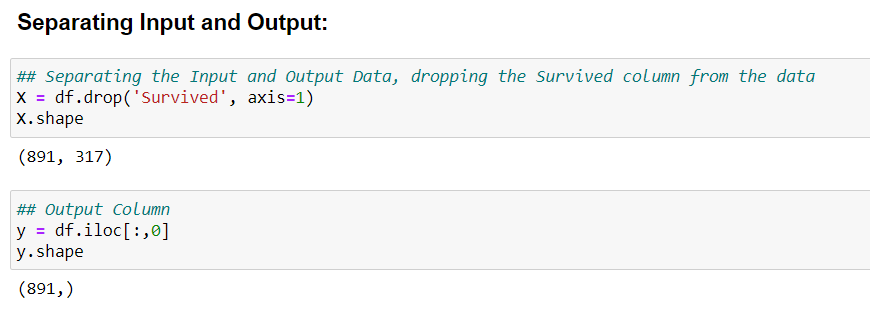 Separating Input and Output:
## Separating the Input and Output Data, dropping the Survived column from the data
X = df.drop('Survived', axis=1)
X.shape
(891, 317)
## Output Column
y = df.iloc[:,0]
y.shape
(891,)